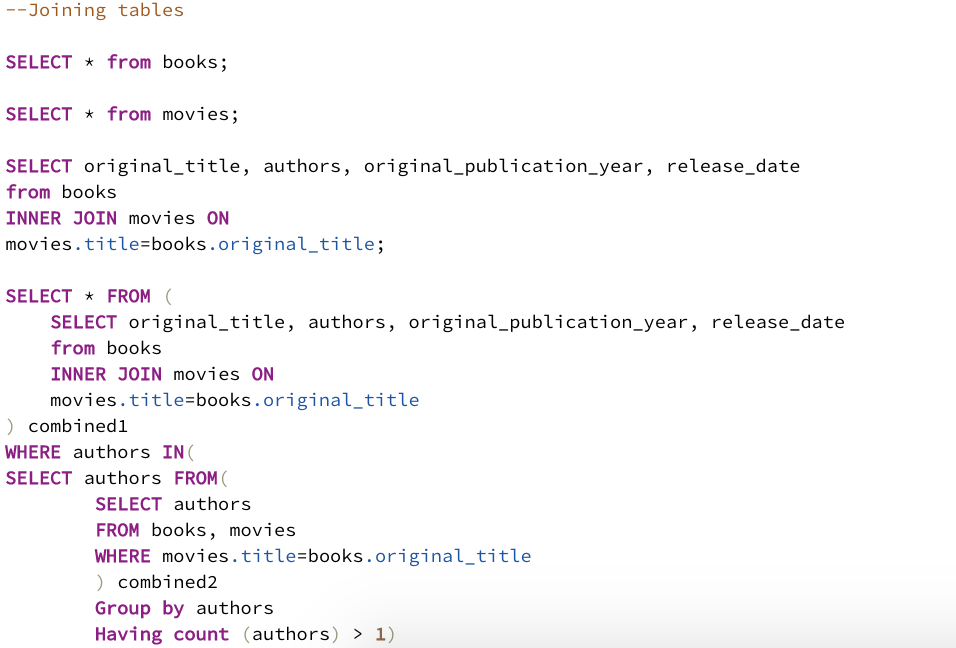 --Joining tables
SELECT * from books;
SELECT * from movies;
SELECT original_title, authors, original_publication_year, release_date
from books
INNER JOIN movies ON
movies.title=books.original_title;
SELECT * FROM (
SELECT original_title, authors, original_publication_year, release_date
from books
INNER JOIN movies ON
movies.title=books.original_title
) combined1
WHERE authors IN(
SELECT authors FROM(
SELECT authors
FROM books, movies
WHERE movies.title=books.original_title
) combined2
Group by authors
Having count (authors) > 1)